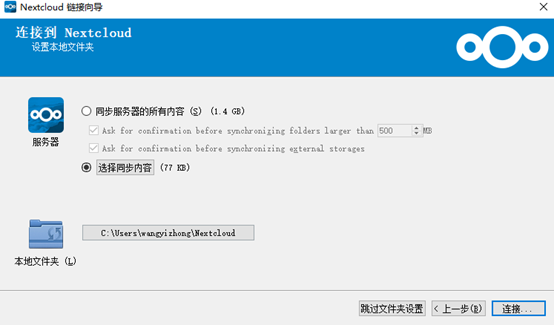 Nextcloud 链接向导
连接到 Nextcloud
设置本地文件夹
同步服务器的所有内容 (S) (1.4 GB)
Ask for confirmation before synchronizing folders larger than 500 MB
Ask for confirmation before synchronizing external storages
服务器
选择同步内容 (77 KB)
C:\Users\wangyizhong\Nextcloud
本地文件夹 (L)
跳过文件夹设置 < 上一步(B) 连接...